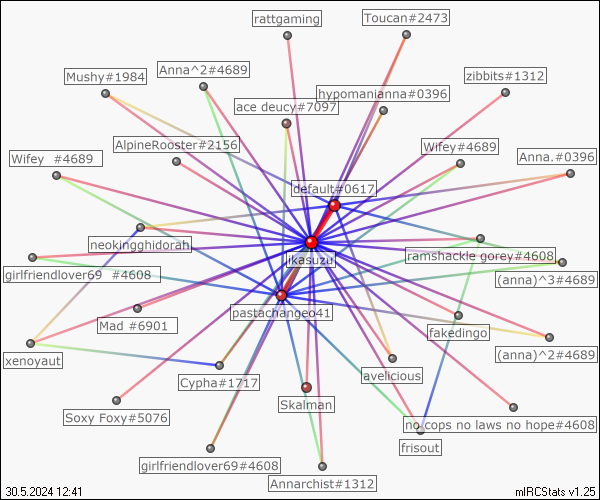 rattgaming
Toucan#2473
Mushy#1984
Anna^2#4689
zibbits#1312
hypomanianna#0396
ace deucy#7097
AlpineRooster#2156
Wifey#4689
Wifey  #4689
Anna.#0396
default#0617
neokingghidorah
jikasuzu
ramshackle gorey#4608
girlfriendlover69  #4608
(anna)^3#4689
pastachangeo41
Mad #6901
fakedingo
xenoyaut
(anna)^2#4689
avelicious
Cypha#1717
Skaiman
Soxy Foxy#5076
no cops no laws no hope#4608
frisout
girlfriendlover69#4608
Annarchist#1312
30.5.2024 12:41
mIRCStats v1.25